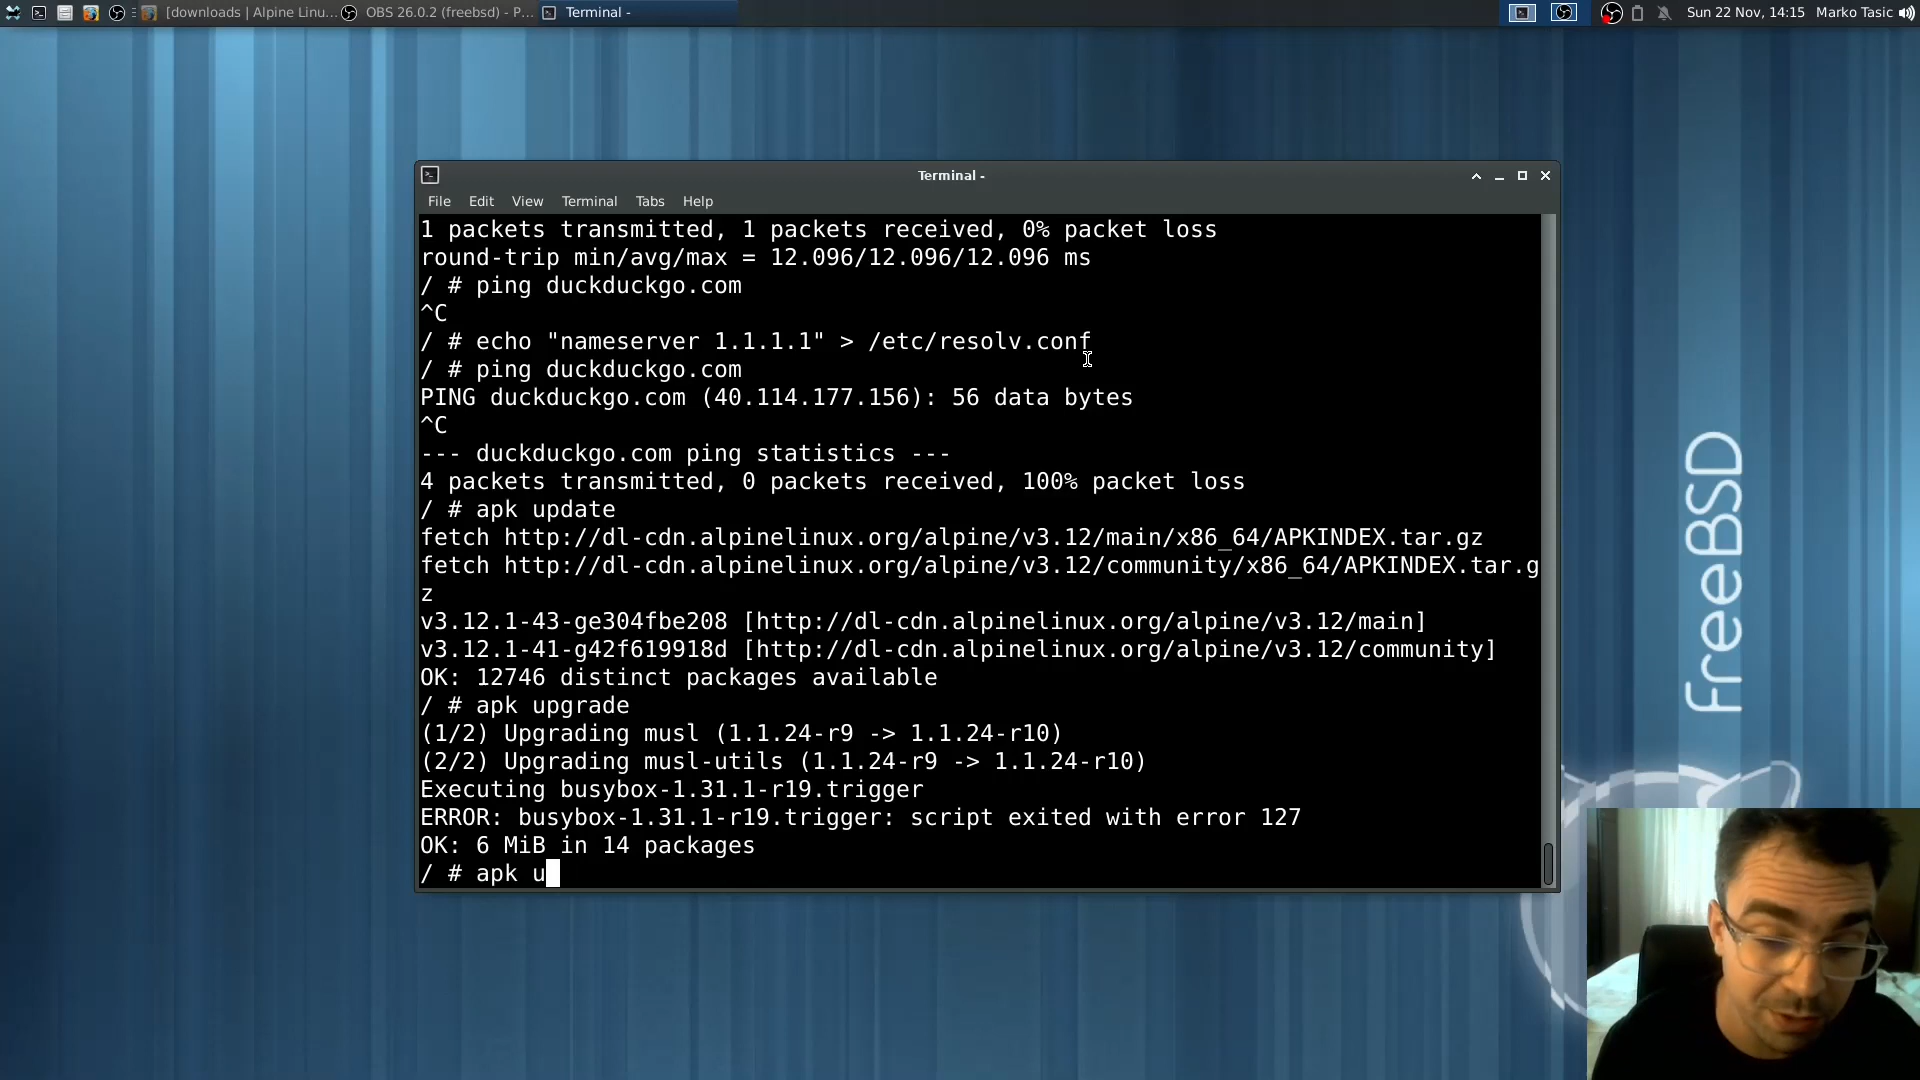 [downloads | Alpine Linu...
OBS 26.0.2 (freebsd) - P...
Terminal -
Sun 22 Nov, 14:15
Marko Tasic
Terminal -
File Edit View Terminal Tabs Help
1 packets transmitted, 1 packets received, 0% packet loss
round-trip min/avg/max = 12.096/12.096/12.096 ms
/ # ping duckduckgo.com
^C
/ # echo "nameserver 1.1.1.1" > /etc/resolv.conf
/ # ping duckduckgo.com
PING duckduckgo.com (40.114.177.156): 56 data bytes
^C
--- duckduckgo.com ping statistics ---
4 packets transmitted, 0 packets received, 100% packet loss
/ # apk update
fetch http://dl-cdn.alpinelinux.org/alpine/v3.12/main/x86_64/APKINDEX.tar.gz
fetch http://dl-cdn.alpinelinux.org/alpine/v3.12/community/x86_64/APKINDEX.tar.g
z
v3.12.1-43-ge304fbe208 [http://dl-cdn.alpinelinux.org/alpine/v3.12/main]
v3.12.1-41-g42f619918d [http://dl-cdn.alpinelinux.org/alpine/v3.12/community]
OK: 12746 distinct packages available
/ # apk upgrade
(1/2) Upgrading musl (1.1.24-r9 -> 1.1.24-r10)
(2/2) Upgrading musl-utils (1.1.24-r9 -> 1.1.24-r10)
Executing busybox-1.31.1-r19.trigger
ERROR: busybox-1.31.1-r19.trigger: script exited with error 127
OK: 6 MiB in 14 packages
/ # apk u
freeBSD